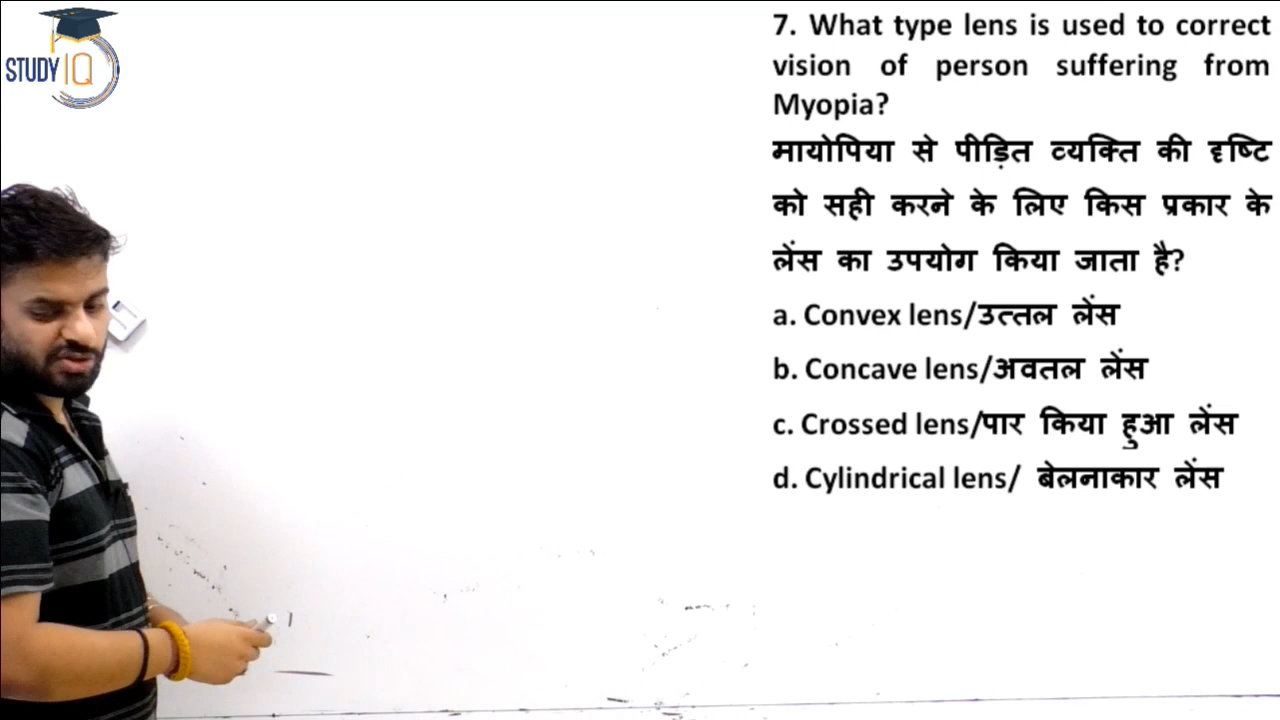 STUDY IQ
7. What type lens is used to correct
vision of person suffering from
Myopia?
मायोपिया से पीड़ित व्यक्ति की दृष्टि
को सही करने के लिए किस प्रकार के
लेंस का उपयोग किया जाता है?
a. Convex lens/उत्तल लेंस
b. Concave lens/अवतल लेंस
c. Crossed lens/पार किया हुआ लेंस
d. Cylindrical lens/ बेलनाकार लेंस